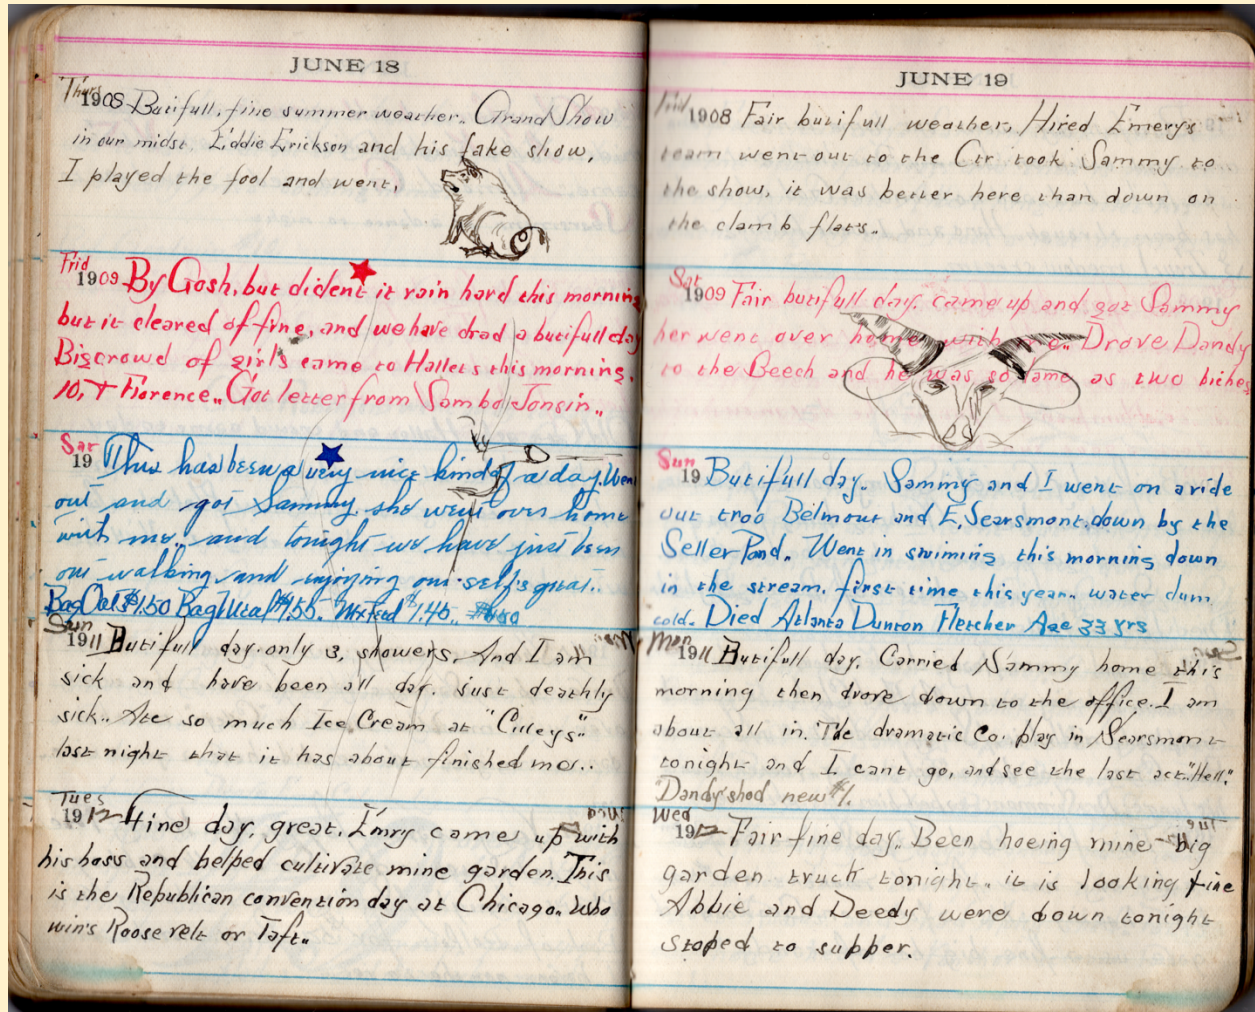 JUNE 18
Thurs
1908 Butifull, fine summer weather.. Grand Show
in our midst. Eddie Erickson and his fake show,
I played the fool and went,
Frid
1909 By Gosh, but dident it rain hard this morning
but it cleared of fine, and we have drad a butifull day
Big crowd of girls came to Hallets this morning.
10, + Florence.. Got letter from Sambo Jonsin..
Sat
19 This has been a very nice kind of a day. Went
out and got Sammy. she went over home
with me.. and tonight we have just been
out walking and enjoying our self's great..
Bag Oats $1.50 Bag Meal $1.55. Mx feed $1.45..
Sun
1911 Butifull day. only 3, showers. And I am
sick and have been all day. just deathly
sick.. Ate so much Ice Cream at "Cilleys"
last night that it has about finished me..
Tues
1912 Fine day, great. Emry came up with
his hoss and helped cultivate mine garden. This
is the Republican convention day at Chicago.. Who
win's Roosevelt or Taft..
JUNE 19
Frid
1908 Fair butifull weather. Hired Emerys
team went out to the Ctr took Sammy to
the show, it was better here than down on
the clamb flats..
Sat
1909 Fair butifull day. came up and got Sammy
her went over home with me.. Drove Dandy
to the Beech and he was so tame as two biches
Sun
19 Butifull day.. Sammy and I went on a ride
out troo Belmont and E, Searsmont, down by the
Seller Pond.. Went in swiming this morning down
in the stream. first time this year.. water dum
cold.. Died Atlanta Dunton Fletcher Age 33 yrs
Mon
1911 Butifull day. Carried Sammy home this
morning then drove down to the office. I am
about all in. The dramatic Co. play in Searsmont
tonight and I cant go, and see the last act. "Hell."
Dandy shod new $1.
Wed
1912 Fair fine day.. Been hoeing mine big
garden truck tonight.. it is looking fine
Abbie and Deedy were down tonight
stoped to supper.